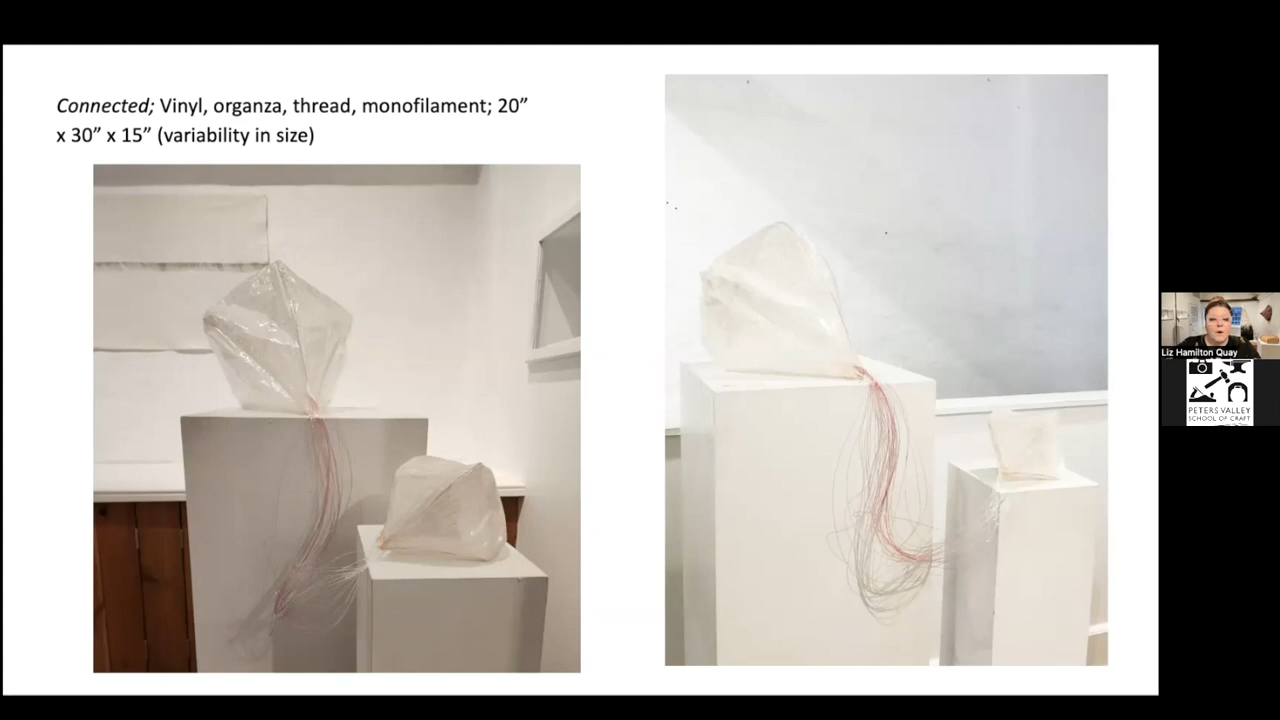 Connected; Vinyl, organza, thread, monofilament; 20”
x 30” x 15” (variability in size)
Liz Hamilton Quay
PETERS VALLEY
SCHOOL OF CRAFT